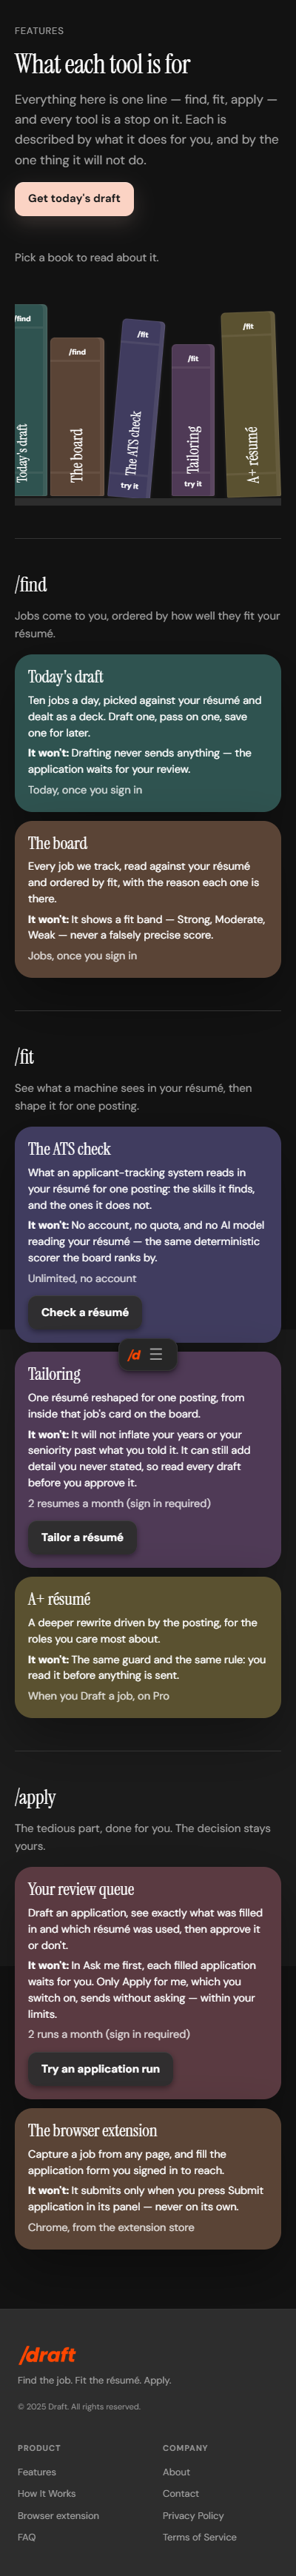 FEATURES
What each tool is for
Everything here is one line — find, fit, apply —
and every tool is a stop on it. Each is
described by what it does for you, and by the
one thing it will not do.
Get today's draft
Pick a book to read about it.
/find
Today's draft
/find
The board
/fit
The ATS check
try it
/fit
Tailoring
try it
/fit
A+ résumé
/find
Jobs come to you, ordered by how well they fit your
résumé.
Today's draft
Ten jobs a day, picked against your résumé and
dealt as a deck. Draft one, pass on one, save
one for later.
It won't: Drafting never sends anything — the
application waits for your review.
Today, once you sign in
The board
Every job we track, read against your résumé
and ordered by fit, with the reason each one is
there.
It won't: It shows a fit band — Strong, Moderate,
Weak — never a falsely precise score.
Jobs, once you sign in
/fit
See what a machine sees in your résumé, then
shape it for one posting.
The ATS check
What an applicant-tracking system reads in
your résumé for one posting: the skills it finds,
and the ones it does not.
It won't: No account, no quota, and no AI model
reading your résumé — the same deterministic
scorer the board ranks by.
Unlimited, no account
Check a résumé
/d
Tailoring
One résumé reshaped for one posting, from
inside that job's card on the board.
It won't: It will not inflate your years or your
seniority past what you told it. It can still add
detail you never stated, so read every draft
before you approve it.
2 resumes a month (sign in required)
Tailor a résumé
A+ résumé
A deeper rewrite driven by the posting, for the
roles you care most about.
It won't: The same guard and the same rule: you
read it before anything is sent.
When you Draft a job, on Pro
/apply
The tedious part, done for you. The decision stays
yours.
Your review queue
Draft an application, see exactly what was filled
in and which résumé was used, then approve it
or don't.
It won't: In Ask me first, each filled application
waits for you. Only Apply for me, which you
switch on, sends without asking — within your
limits.
2 runs a month (sign in required)
Try an application run
The browser extension
Capture a job from any page, and fill the
application form you signed in to reach.
It won't: It submits only when you press Submit
application in its panel — never on its own.
Chrome, from the extension store
/draft
Find the job. Fit the résumé. Apply.
© 2025 Draft. All rights reserved.
PRODUCT
Features
How It Works
Browser extension
FAQ
COMPANY
About
Contact
Privacy Policy
Terms of Service